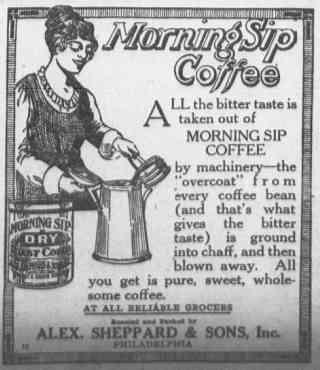 Morning Sip
Coffee
ALL the bitter taste is
taken out of
MORNING SIP
COFFEE
by machinery—the
"overcoat" from
every coffee bean
(and that's what
gives the bitter
taste) is ground
into chaff, and then
blown away. All
you get is pure, sweet, whole-
some coffee.
AT ALL RELIABLE GROCERS
Roasted and Packed by
ALEX. SHEPPARD & SONS, Inc.
PHILADELPHIA
MORNING SIP
DRY